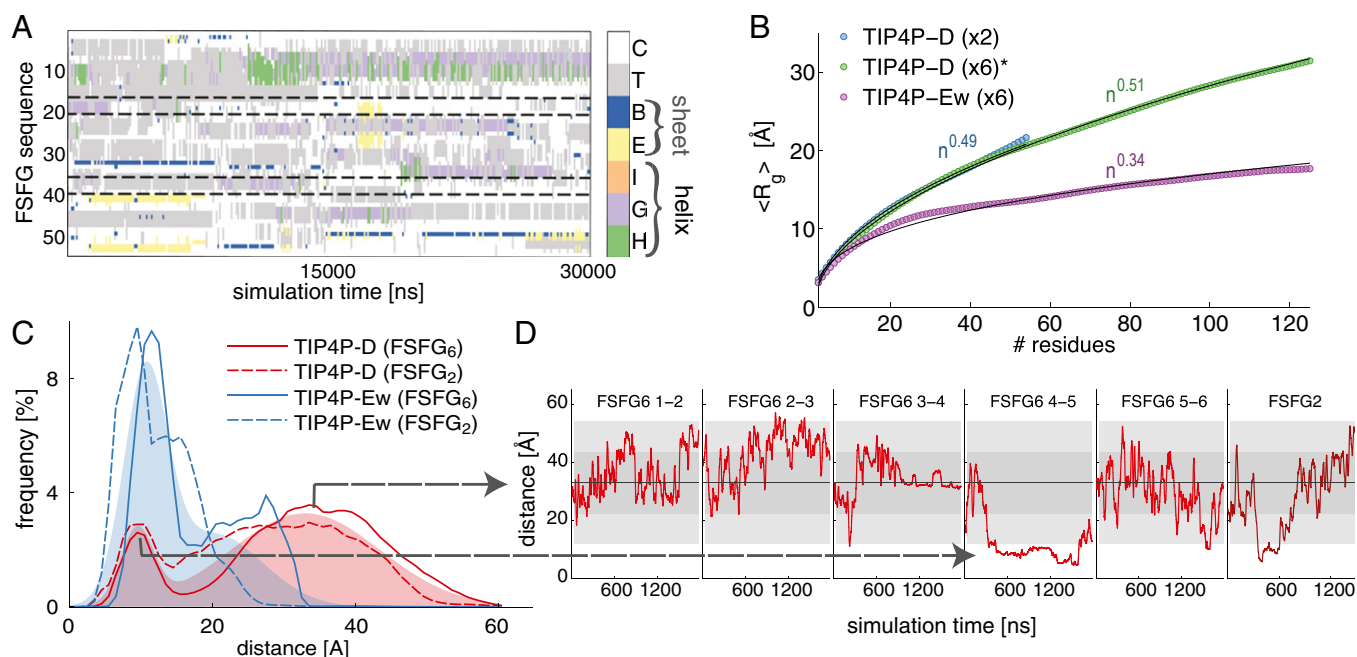 A
FSFG sequence
10
20
30
40
50
15000
30000
simulation time [ns]
C
T
B
E
I
G
H
sheet
helix
B
TIP4P-D (x2)
TIP4P-D (x6)*
TIP4P-Ew (x6)
n^0.51
n^0.49
n^0.34
<Rg> [Å]
30
20
10
0
20
40
60
80
100
120
# residues
C
TIP4P-D (FSFG6)
TIP4P-D (FSFG2)
TIP4P-Ew (FSFG6)
TIP4P-Ew (FSFG2)
frequency [%]
8
4
0
0
20
40
60
distance [A]
D
FSFG6 1-2
FSFG6 2-3
FSFG6 3-4
FSFG6 4-5
FSFG6 5-6
FSFG2
distance [Å]
60
40
20
0
600 1200
600 1200
600 1200
600 1200
600 1200
600 1200
simulation time [ns]